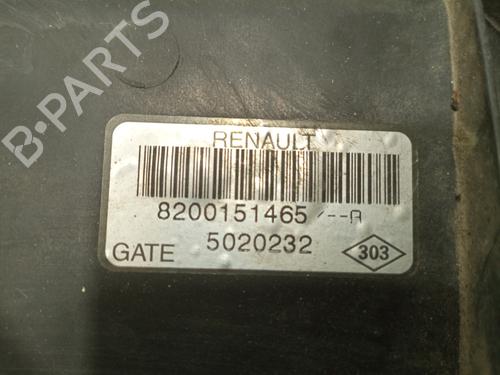 B-PARTS
RENAULT
8200151465 /--A
GATE 5020232 303